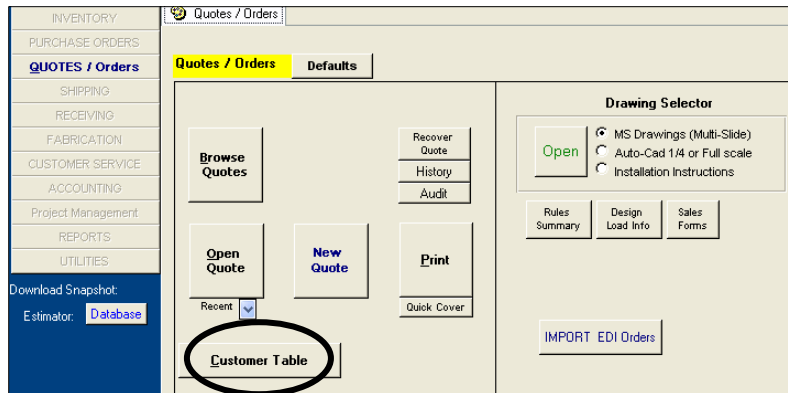 INVENTORY
PURCHASE ORDERS
QUOTES / Orders
SHIPPING
RECEIVING
FABRICATION
CUSTOMER SERVICE
ACCOUNTING
Project Management
REPORTS
UTILITIES
Download Snapshot:
Estimator: Database
Quotes / Orders
Quotes / Orders Defaults
Browse
Quotes
Recover
Quote
History
Audit
Open
Quote
New
Quote
Print
Recent
Quick Cover
Customer Table
Drawing Selector
Open
MS Drawings (Multi-Slide)
Auto-Cad 1/4 or Full scale
Installation Instructions
Rules
Summary
Design
Load Info
Sales
Forms
IMPORT EDI Orders